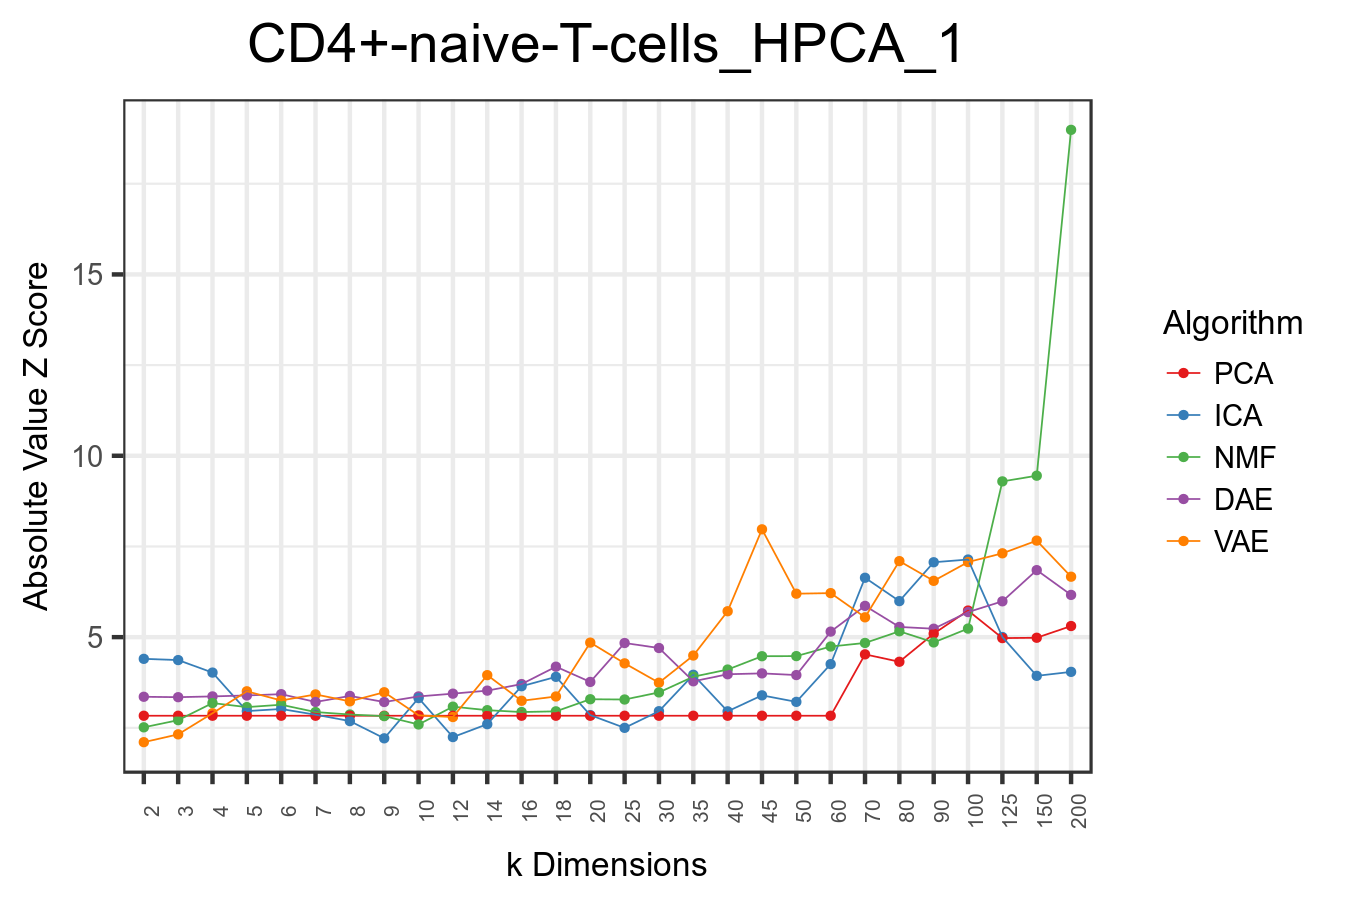 CD4+-naive-T-cells_HPCA_1
Absolute Value Z Score
15
10
5
2 3 4 5 6 7 8 9 10 12 14 16 18 20 25 30 35 40 45 50 60 70 80 90 100 125 150 200
k Dimensions
Algorithm
PCA
ICA
NMF
DAE
VAE